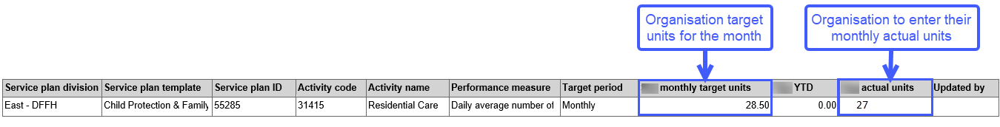 Organisation target
units for the month
Organisation to enter their
monthly actual units
Service plan division Service plan template Service plan ID Activity code Activity name Performance measure Target period monthly target units YTD actual units Updated by
East - DFFH Child Protection & Family 55285 31415 Residential Care Daily average number of Monthly 28.50 0.00 27